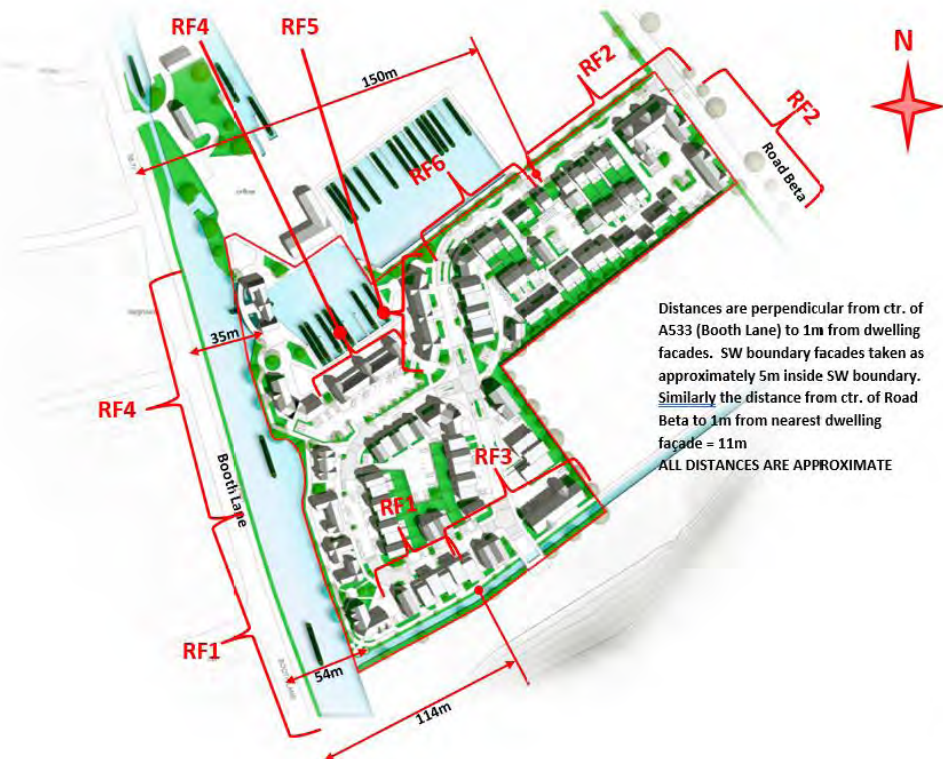 RF4
RF5
N
150m
RF2
RF2
Road Beta
RF6
35m
RF4
Booth Lane
Distances are perpendicular from ctr. of
A533 (Booth Lane) to 1m from dwelling
facades. SW boundary facades taken as
approximately 5m inside SW boundary.
Similarly the distance from ctr. of Road
Beta to 1m from nearest dwelling
façade = 11m
ALL DISTANCES ARE APPROXIMATE
RF3
RF1
RF1
54m
BOOTH LANE
114m